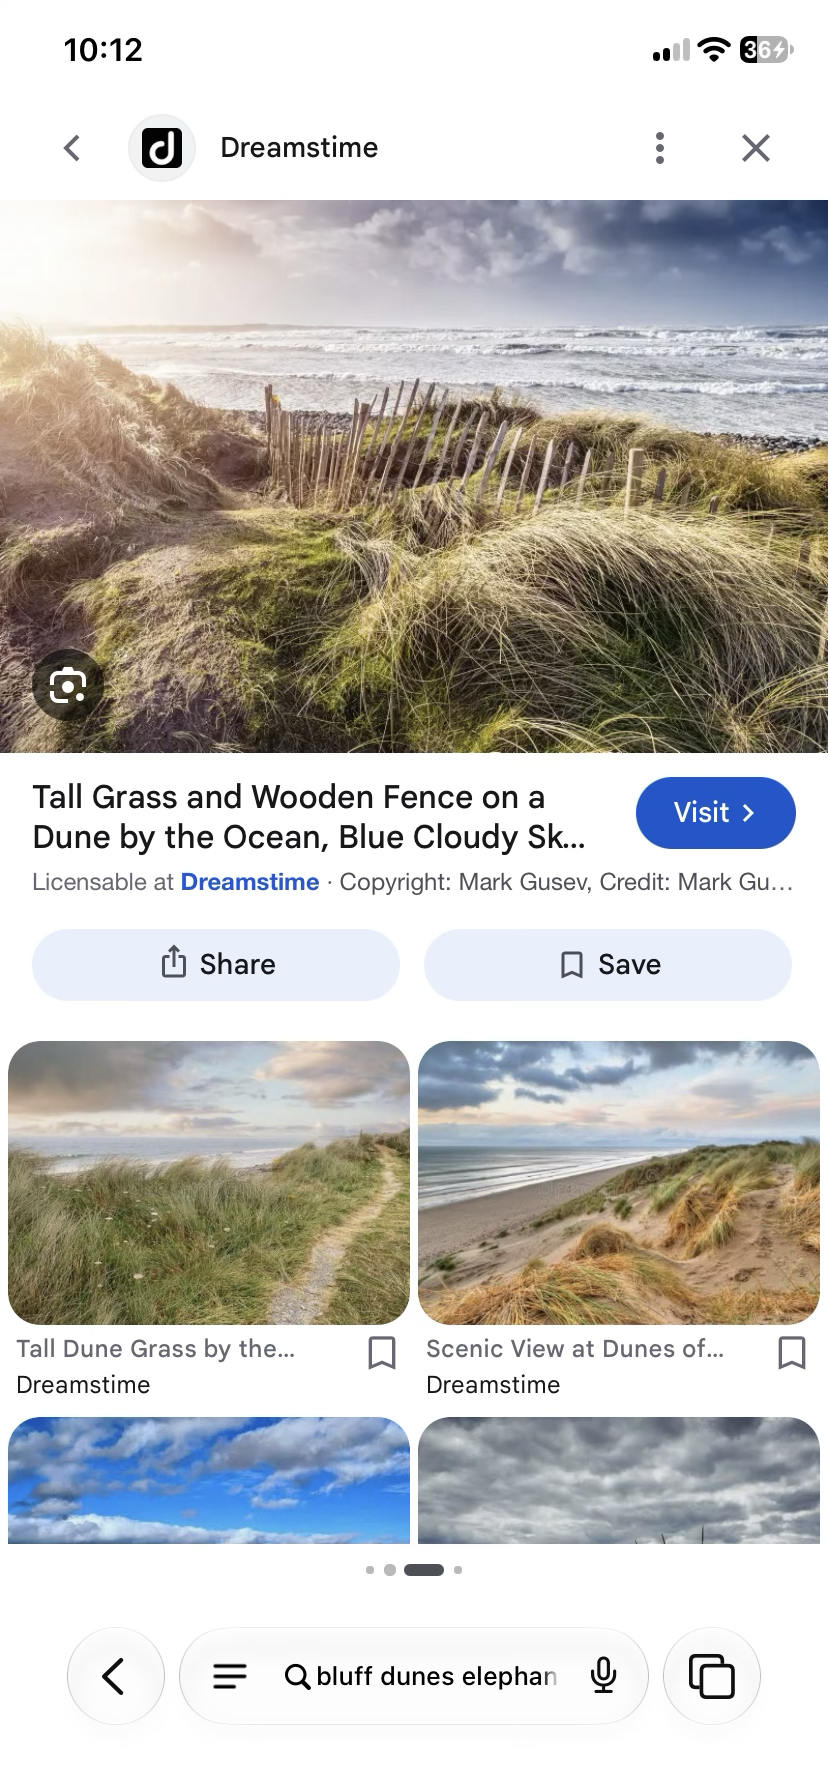 10:12
36
Dreamstime
Tall Grass and Wooden Fence on a
Dune by the Ocean, Blue Cloudy Sk...
Visit
Licensable at Dreamstime · Copyright: Mark Gusev, Credit: Mark Gu...
Share
Save
Tall Dune Grass by the...
Dreamstime
Scenic View at Dunes of...
Dreamstime
bluff dunes elephan